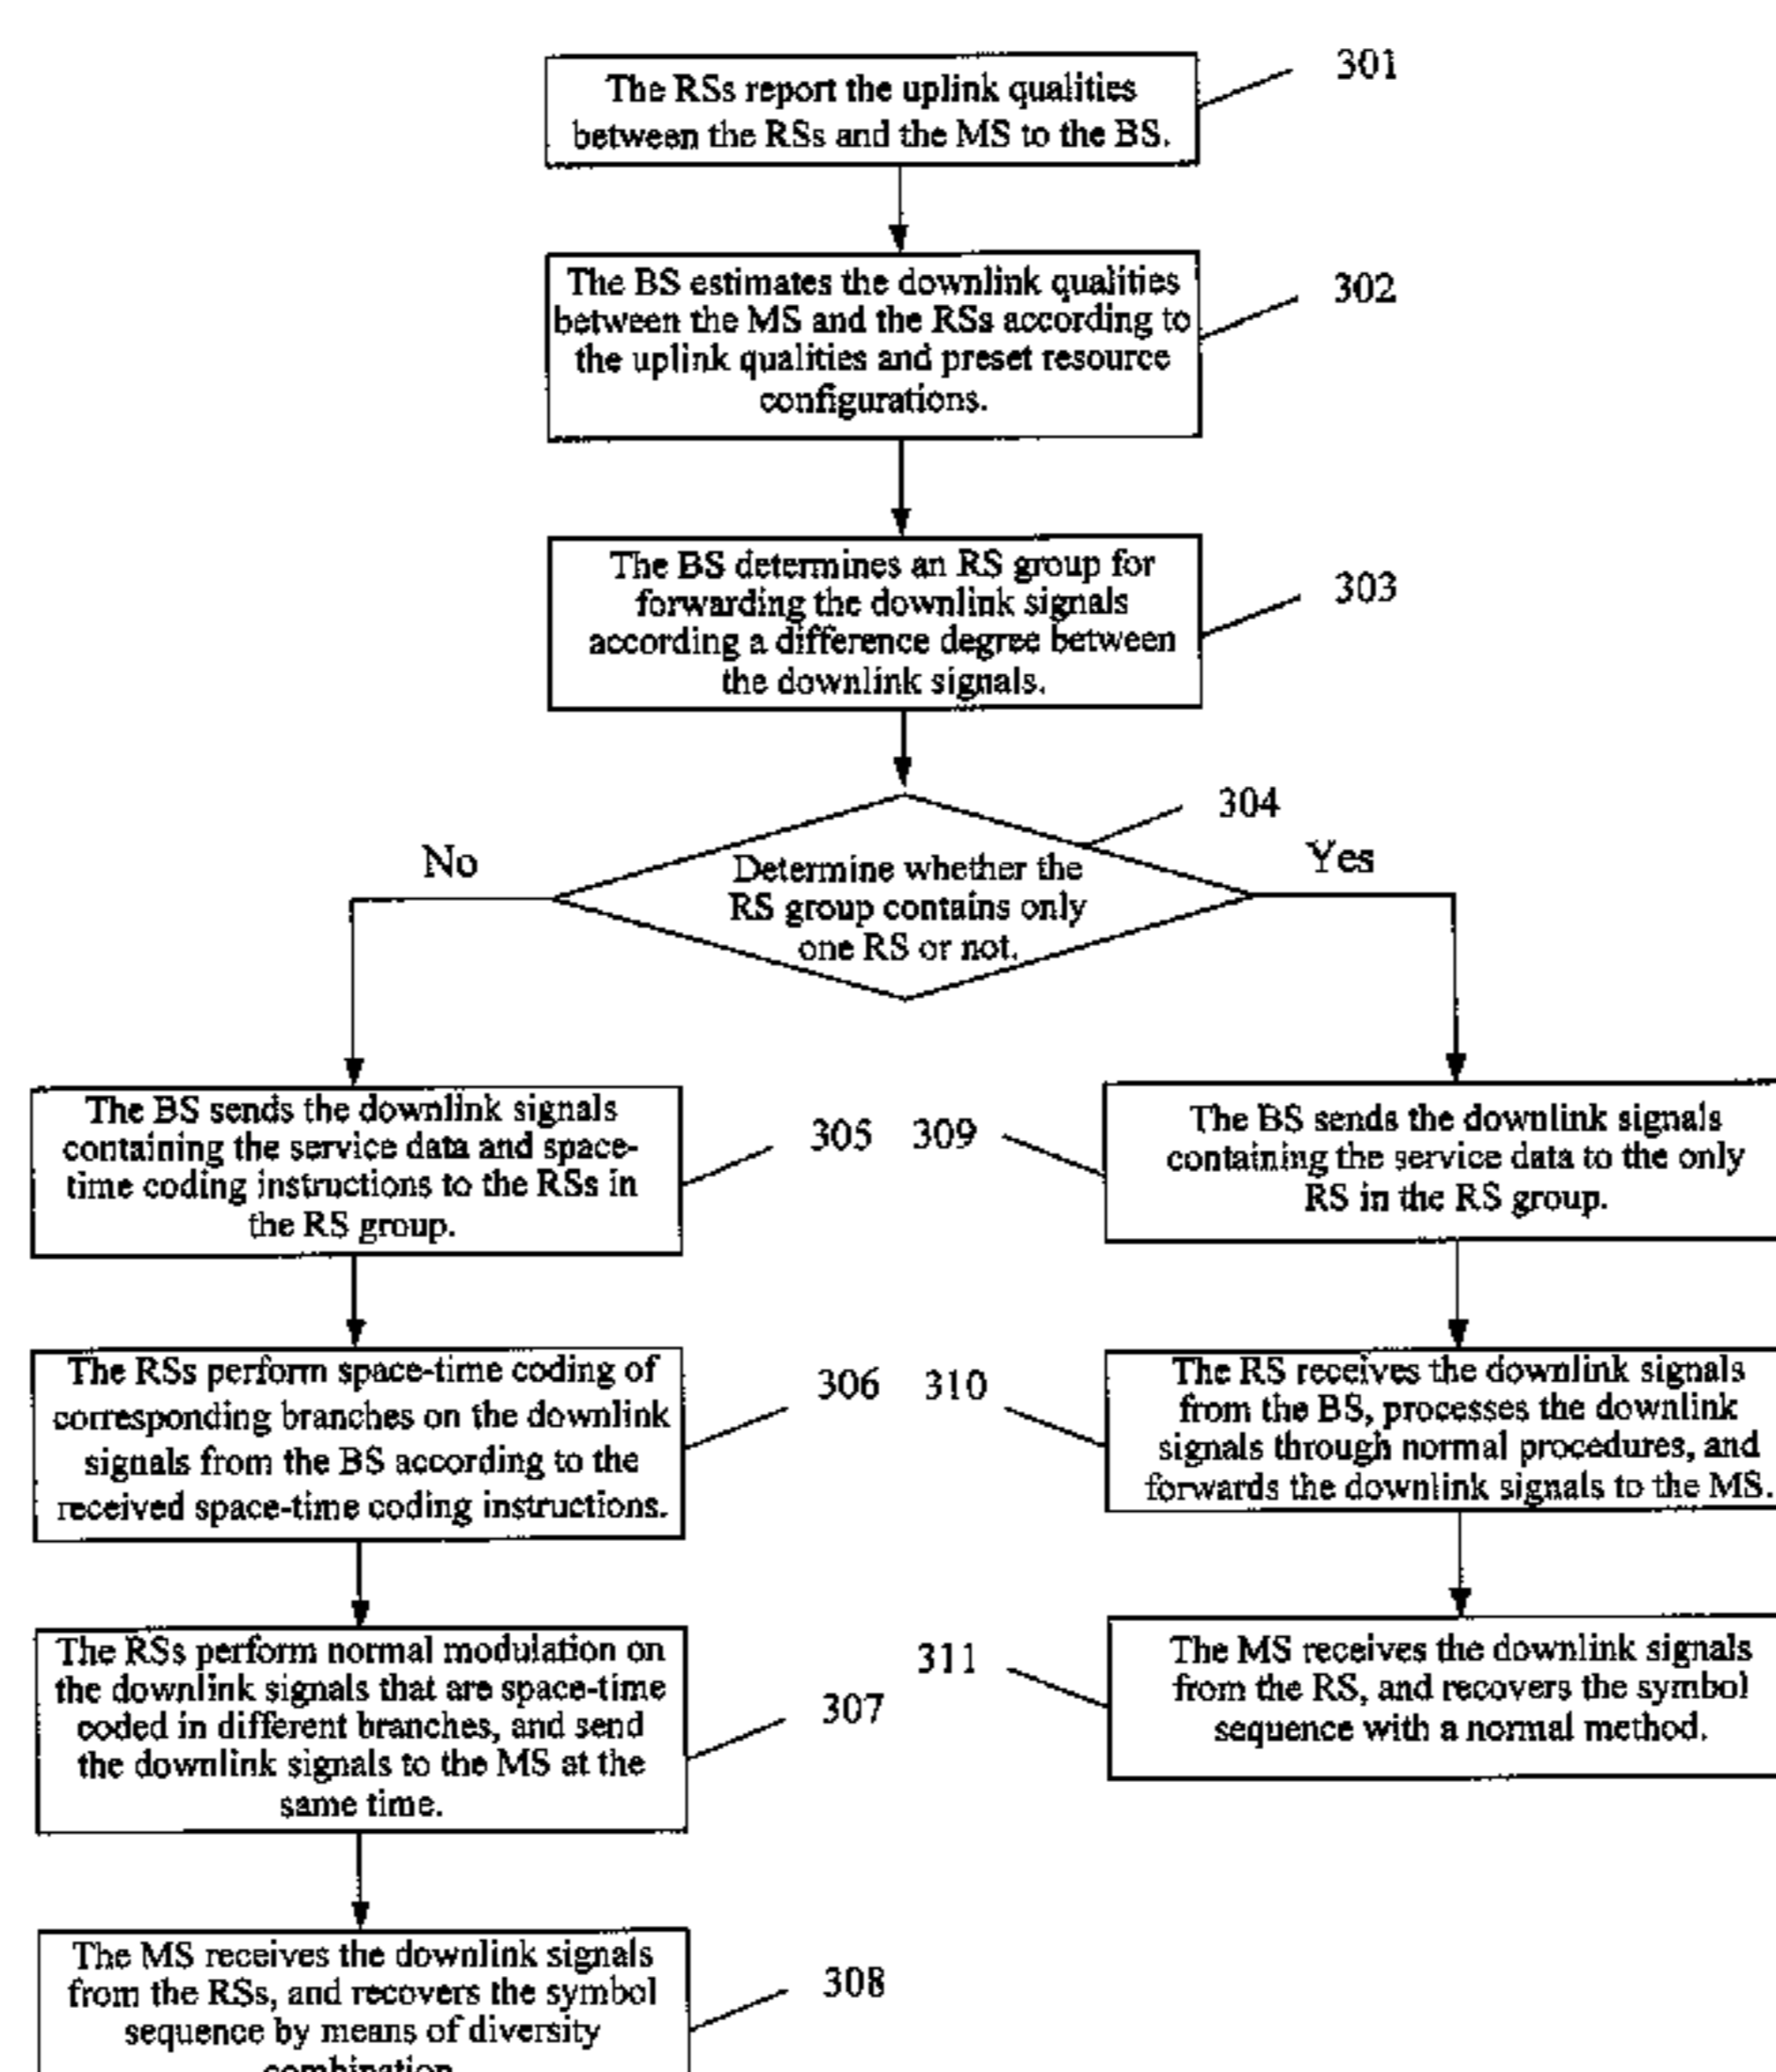 301
The RSs report the uplink qualities
between the RSs and the MS to the BS.
302
The BS estimates the downlink qualities
between the MS and the RSs according to
the uplink qualities and preset resource
configurations.
303
The BS determines an RS group for
forwarding the downlink signals
according a difference degree between
the downlink signals.
304
No
Yes
Determine whether the
RS group contains only
one RS or not.
The BS sends the downlink signals
containing the service data and space-
time coding instructions to the RSs in
the RS group.
305
309
The BS sends the downlink signals
containing the service data to the only
RS in the RS group.
The RSs perform space-time coding of
corresponding branches on the downlink
signals from the BS according to the
received space-time coding instructions.
306
310
The RS receives the downlink signals
from the BS, processes the downlink
signals through normal procedures, and
forwards the downlink signals to the MS.
The RSs perform normal modulation on
the downlink signals that are space-time
coded in different branches, and send
the downlink signals to the MS at the
same time.
307
311
The MS receives the downlink signals
from the RS, and recovers the symbol
sequence with a normal method.
The MS receives the downlink signals
from the RSs, and recovers the symbol
sequence by means of diversity
combination
308